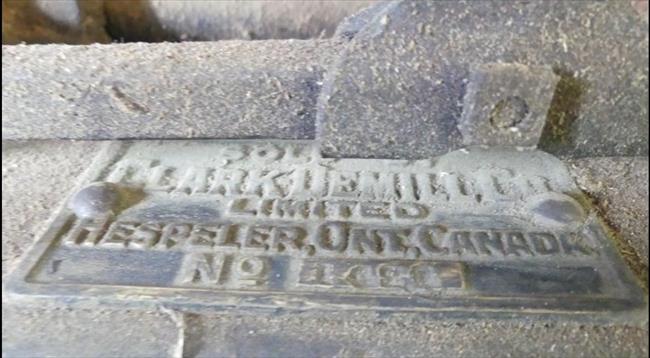 CLARK-DEMILL CO.
LIMITED
HESPELER, ONT, CANADA.
No